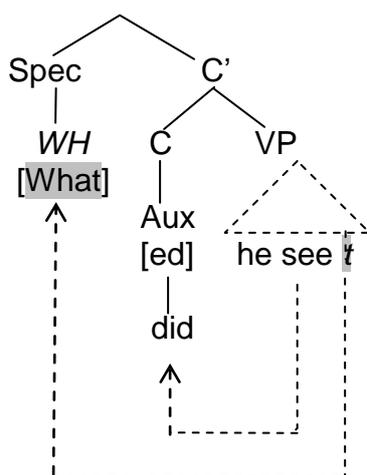 Spec C’
WH C VP
[What]
Aux
[ed] he see t
did